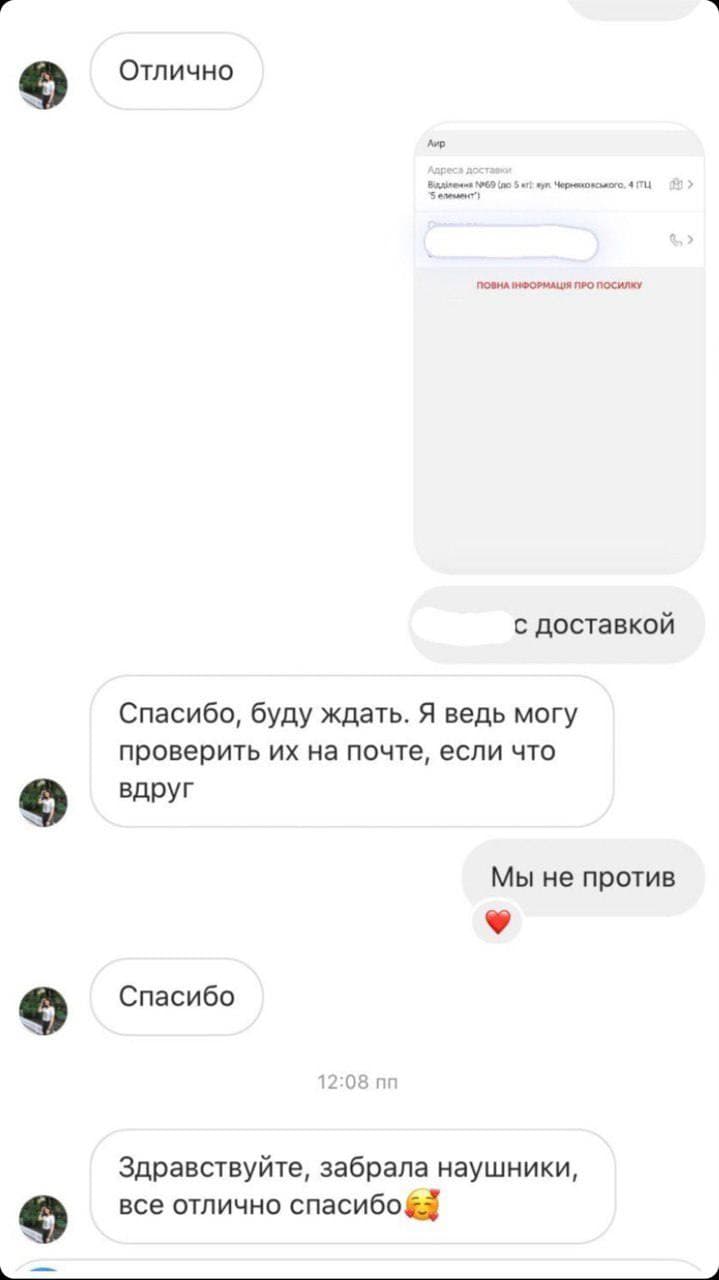 Отлично
Аир
Адреса доставки
Відділення №69 (до 5 кг): вул. Черняховського, 4 (ТЦ
"5 елемент")
ПОВНА ІНФОРМАЦІЯ ПРО ПОСИЛКУ
с доставкой
Спасибо, буду ждать. Я ведь могу
проверить их на почте, если что
вдруг
Мы не против
Спасибо
12:08 пп
Здравствуйте, забрала наушники,
все отлично спасибо🥰